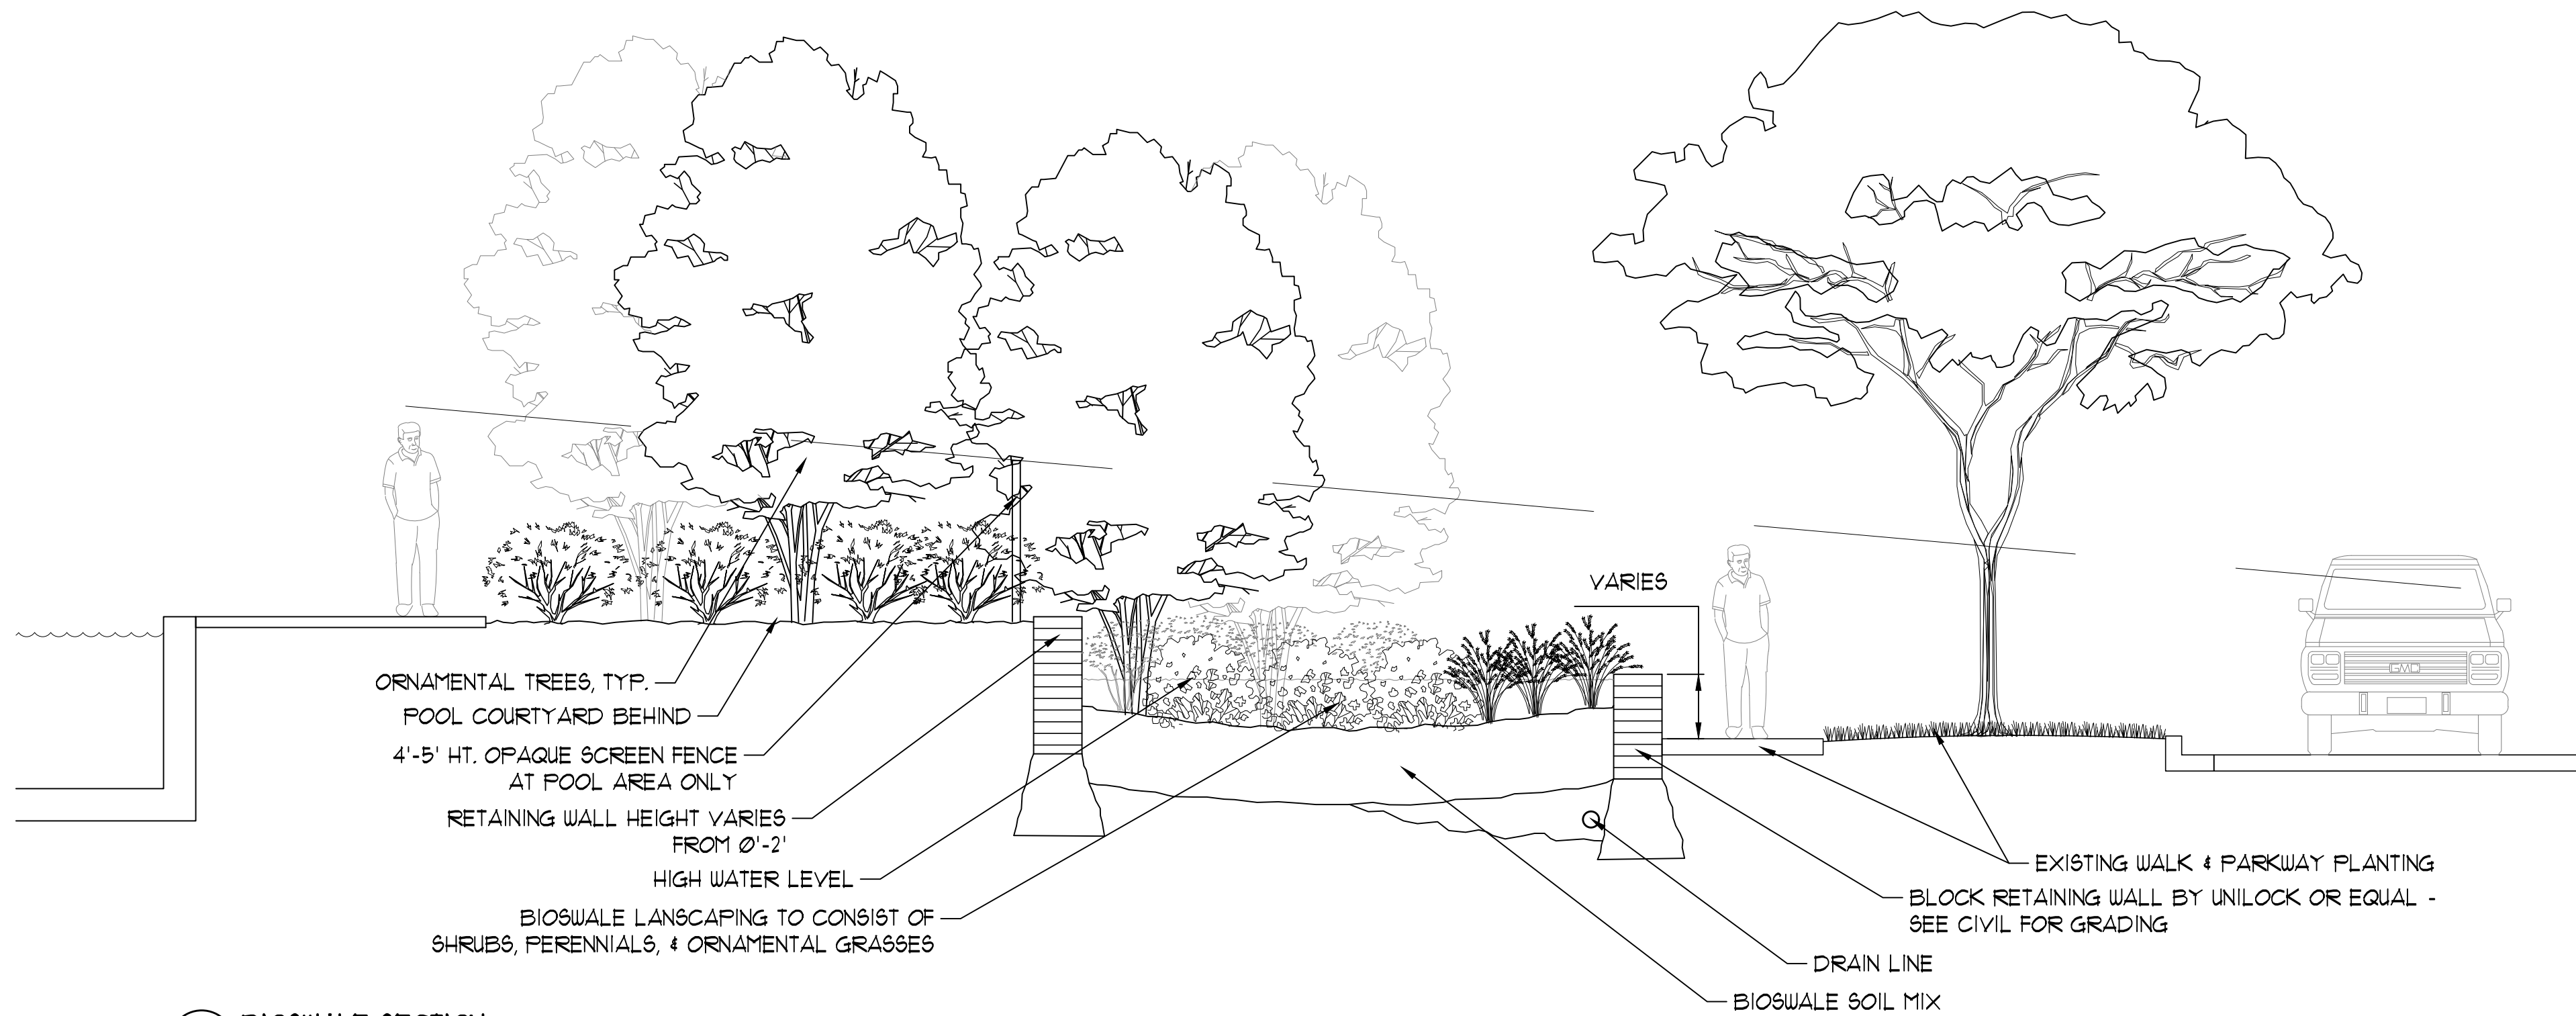 VARIES
GMC
ORNAMENTAL TREES, TYP.
POOL COURTYARD BEHIND
4'-5' HT. OPAQUE SCREEN FENCE
AT POOL AREA ONLY
RETAINING WALL HEIGHT VARIES
FROM 0'-2'
HIGH WATER LEVEL
BIOSWALE LANSCAPING TO CONSIST OF
SHRUBS, PERENNIALS, & ORNAMENTAL GRASSES
EXISTING WALK & PARKWAY PLANTING
BLOCK RETAINING WALL BY UNILOCK OR EQUAL -
SEE CIVIL FOR GRADING
DRAIN LINE
BIOSWALE SOIL MIX
BIOSWALE SECTION